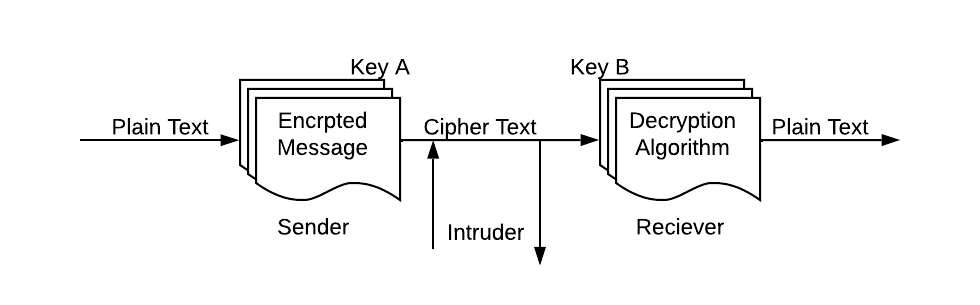 Key A
Key B
Plain Text
Encrpted
Message
Cipher Text
Decryption
Algorithm
Plain Text
Sender
Intruder
Reciever